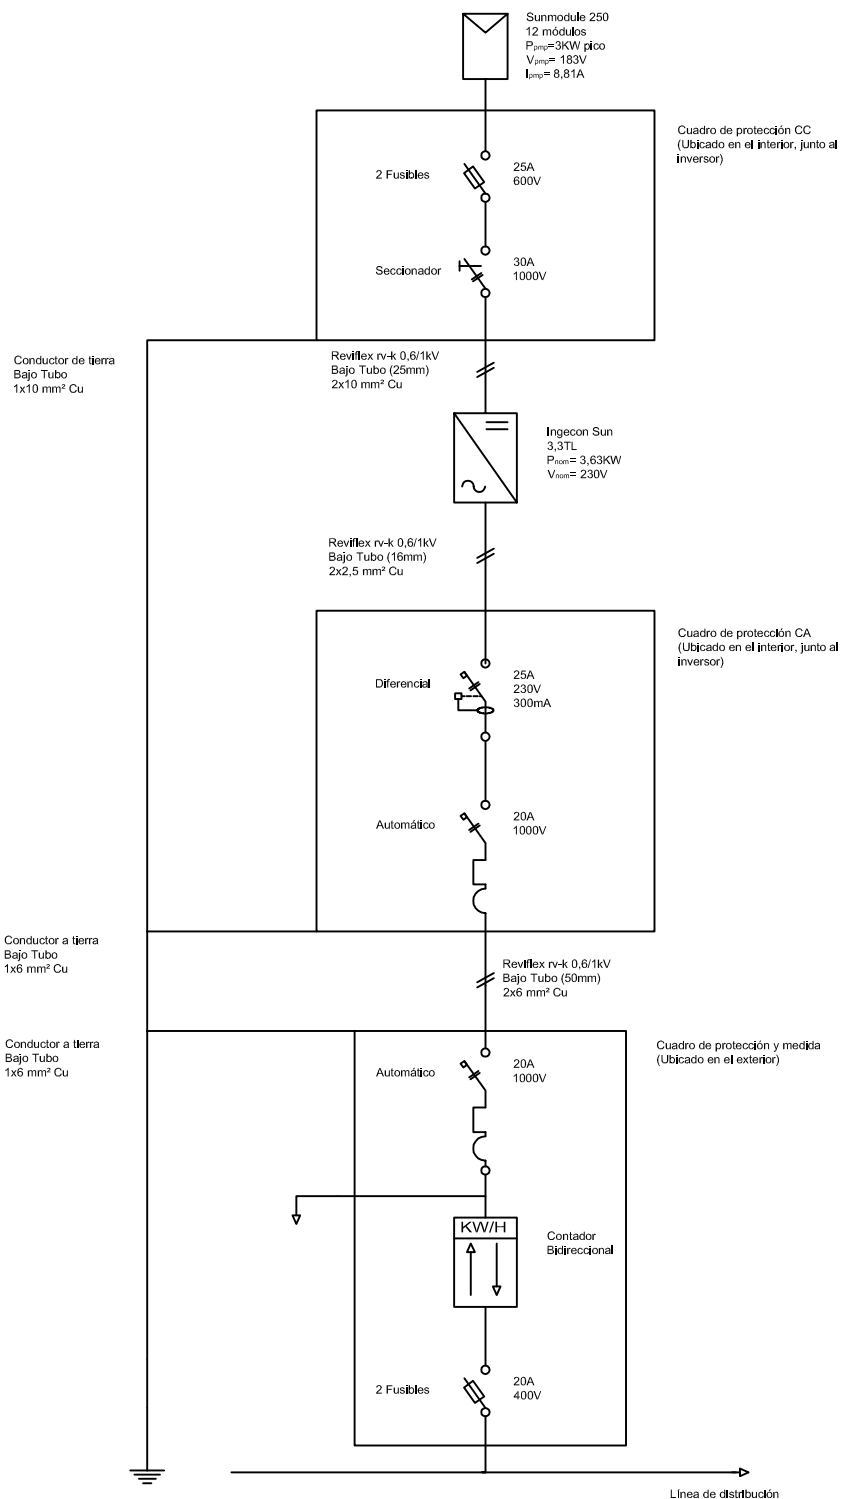 Sunmodule 250
12 módulos
Ppmp=3KW pico
Vpmp= 183V
Ipmp= 8,81A
Cuadro de protección CC
(Ubicado en el interior, junto al
inversor)
2 Fusibles
25A
600V
Seccionador
30A
1000V
Conductor de tierra
Bajo Tubo
1x10 mm² Cu
Reviflex rv-k 0,6/1kV
Bajo Tubo (25mm)
2x10 mm² Cu
Ingecon Sun
3,3TL
Pnom= 3,63KW
Vnom= 230V
Reviflex rv-k 0,6/1kV
Bajo Tubo (16mm)
2x2,5 mm² Cu
Cuadro de protección CA
(Ubicado en el interior, junto al
inversor)
Diferencial
25A
230V
300mA
Automático
20A
1000V
Conductor a tierra
Bajo Tubo
1x6 mm² Cu
Reviflex rv-k 0,6/1kV
Bajo Tubo (50mm)
2x6 mm² Cu
Conductor a tierra
Bajo Tubo
1x6 mm² Cu
Cuadro de protección y medida
(Ubicado en el exterior)
Automático
20A
1000V
KW/H
Contador
Bidireccional
2 Fusibles
20A
400V
Línea de distribución